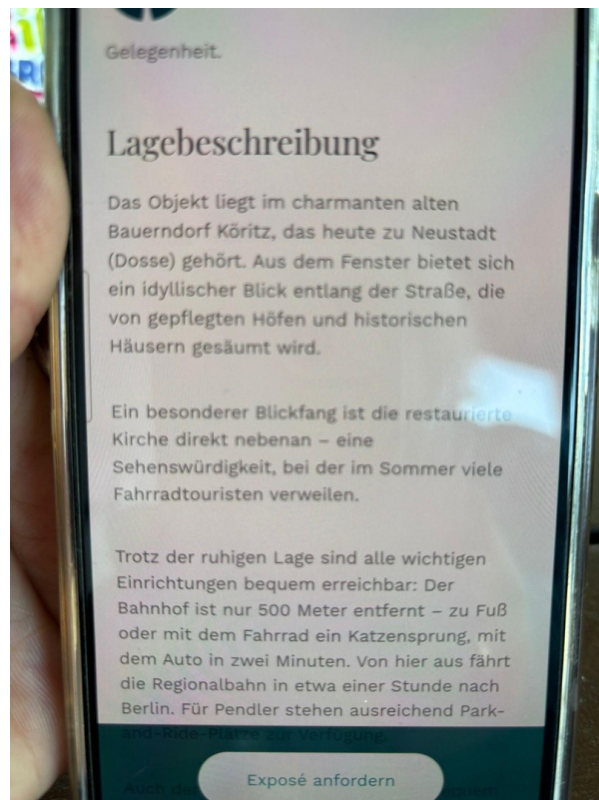 Gelegenheit.
Lagebeschreibung
Das Objekt liegt im charmanten alten
Bauerndorf Köritz, das heute zu Neustadt
(Dosse) gehört. Aus dem Fenster bietet sich
ein idyllischer Blick entlang der Straße, die
von gepflegten Höfen und historischen
Häusern gesäumt wird.
Ein besonderer Blickfang ist die restaurierte
Kirche direkt nebenan – eine
Sehenswürdigkeit, bei der im Sommer viele
Fahrradtouristen verweilen.
Trotz der ruhigen Lage sind alle wichtigen
Einrichtungen bequem erreichbar: Der
Bahnhof ist nur 500 Meter entfernt – zu Fuß
oder mit dem Fahrrad ein Katzensprung, mit
dem Auto in zwei Minuten. Von hier aus fährt
die Regionalbahn in etwa einer Stunde nach
Berlin. Für Pendler stehen ausreichend Park-
and-Ride-Plätze zur Verfügung.
Auch der
Exposé anfordern